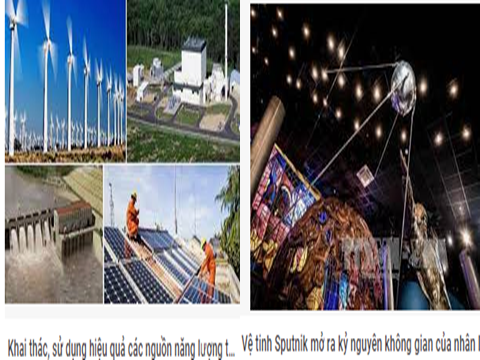 Khai thác, sử dụng hiệu quả các nguồn năng lượng t...
Vệ tinh Sputnik mở ra kỷ nguyên không gian của nhân